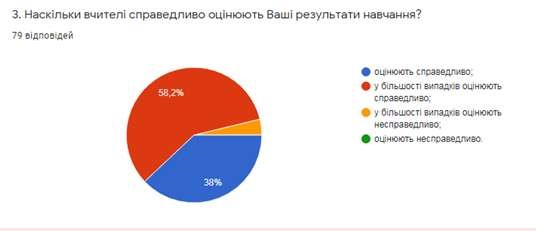 3. Наскільки вчителі справедливо оцінюють Ваші результати навчання?
79 відповідей
58,2%
38%
оцінюють справедливо;
у більшості випадків оцінюють
справедливо;
у більшості випадків оцінюють
несправедливо;
оцінюють несправедливо.